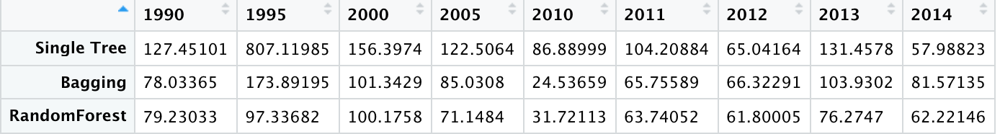 1990 1995 2000 2005 2010 2011 2012 2013 2014
Single Tree 127.45101 807.11985 156.3974 122.5064 86.88999 104.20884 65.04164 131.4578 57.98823
Bagging 78.03365 173.89195 101.3429 85.0308 24.53659 65.75589 66.32291 103.9302 81.57135
RandomForest 79.23033 97.33682 100.1758 71.1484 31.72113 63.74052 61.80005 76.2747 62.22146